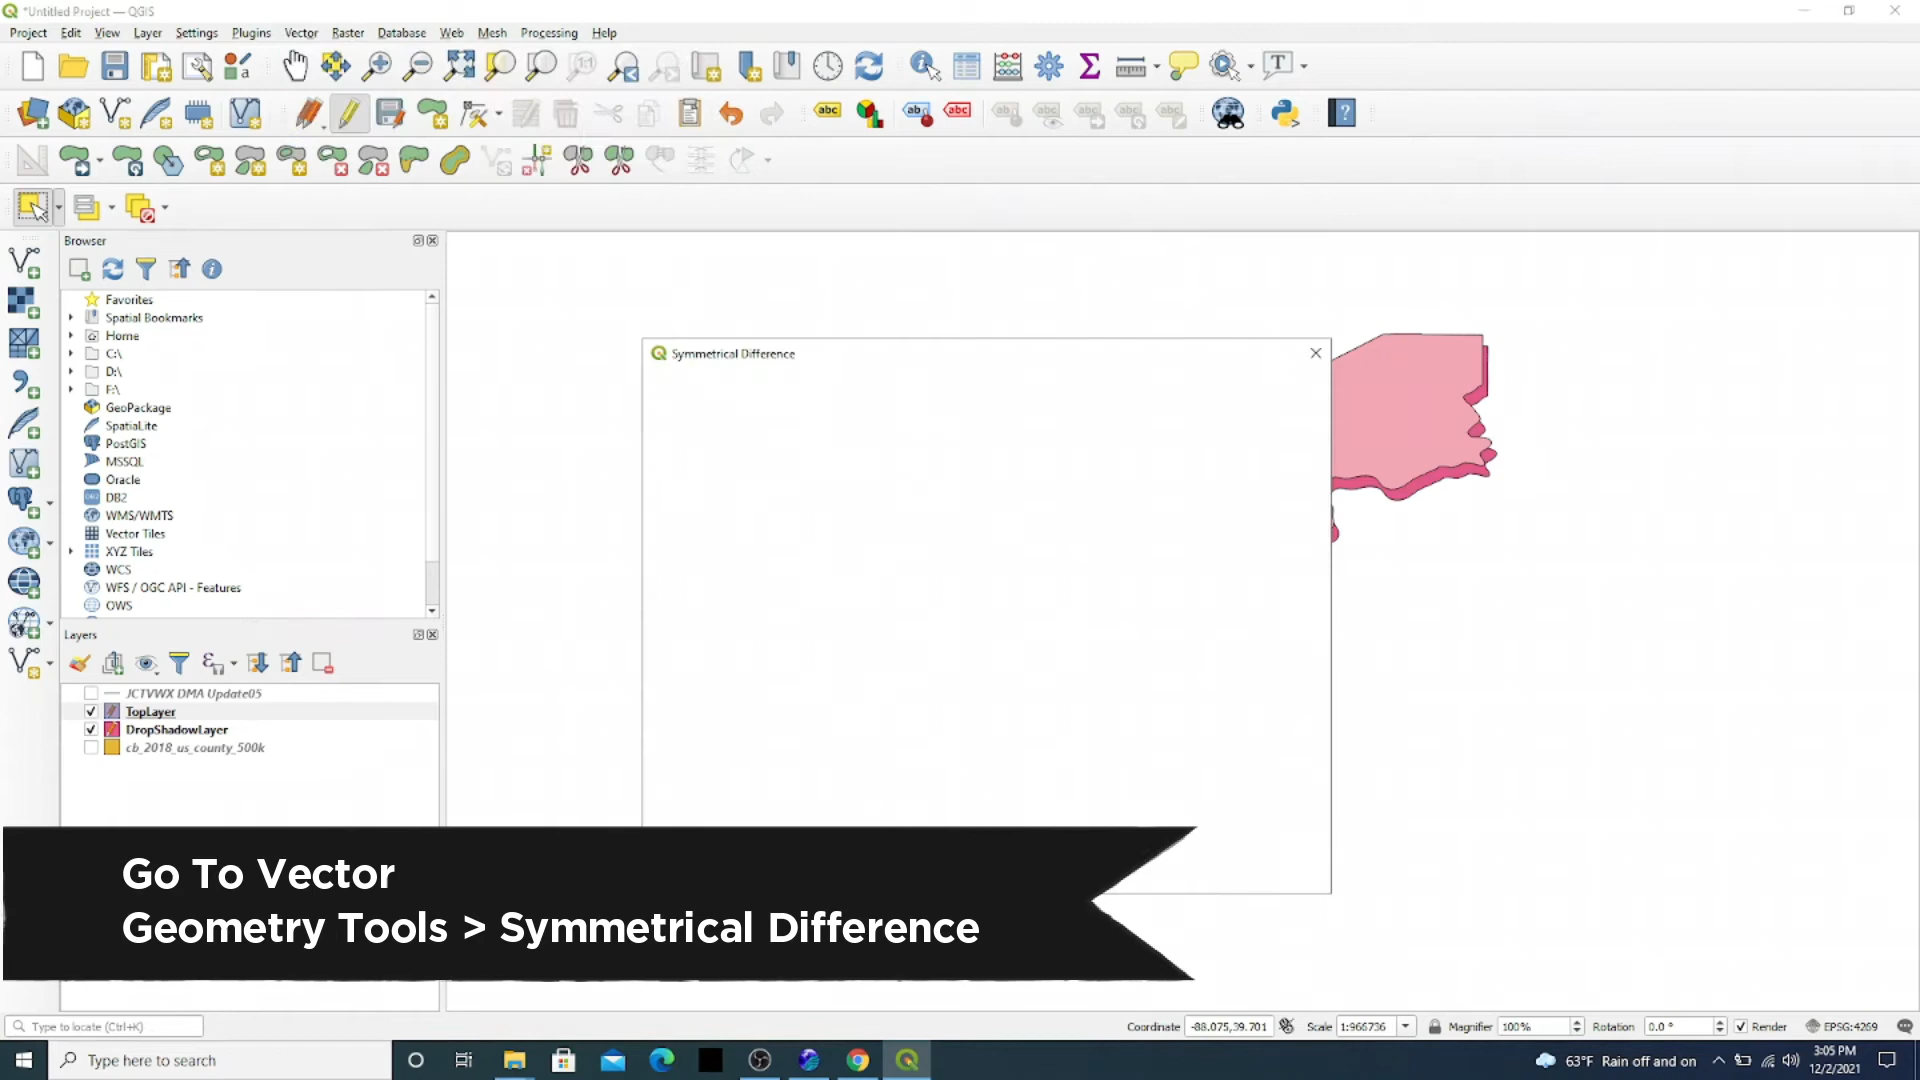 *Untitled Project — QGIS
Project Edit View Layer Settings Plugins Vector Raster Database Web Mesh Processing Help
Browser
Favorites
Spatial Bookmarks
Home
C:\
D:\
F:\
GeoPackage
SpatiaLite
PostGIS
MSSQL
Oracle
DB2
WMS/WMTS
Vector Tiles
XYZ Tiles
WCS
WFS / OGC API - Features
OWS
Layers
JCTVWX DMA Update05
TopLayer
DropShadowLayer
cb_2018_us_county_500k
Symmetrical Difference
Go To Vector
Geometry Tools > Symmetrical Difference
Type to locate (Ctrl+K)
Coordinate -88.075,39.701 Scale 1:966736 Magnifier 100% Rotation 0.0 ° Render EPSG:4269
Type here to search
63°F Rain off and on
3:05 PM
12/2/2021